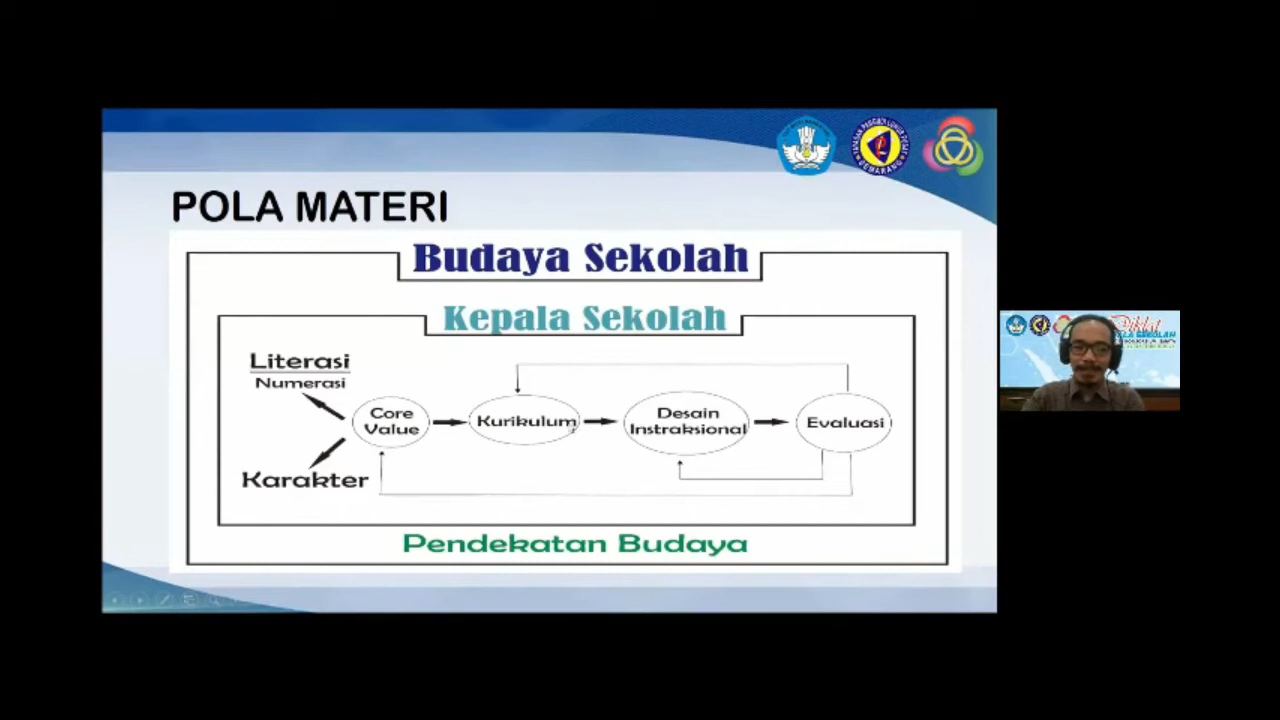 POLA MATERI
Budaya Sekolah
Kepala Sekolah
Literasi
Numerasi
Core
Value
Kurikulum
Desain
Instraksional
Evaluasi
Karakter
Pendekatan Budaya